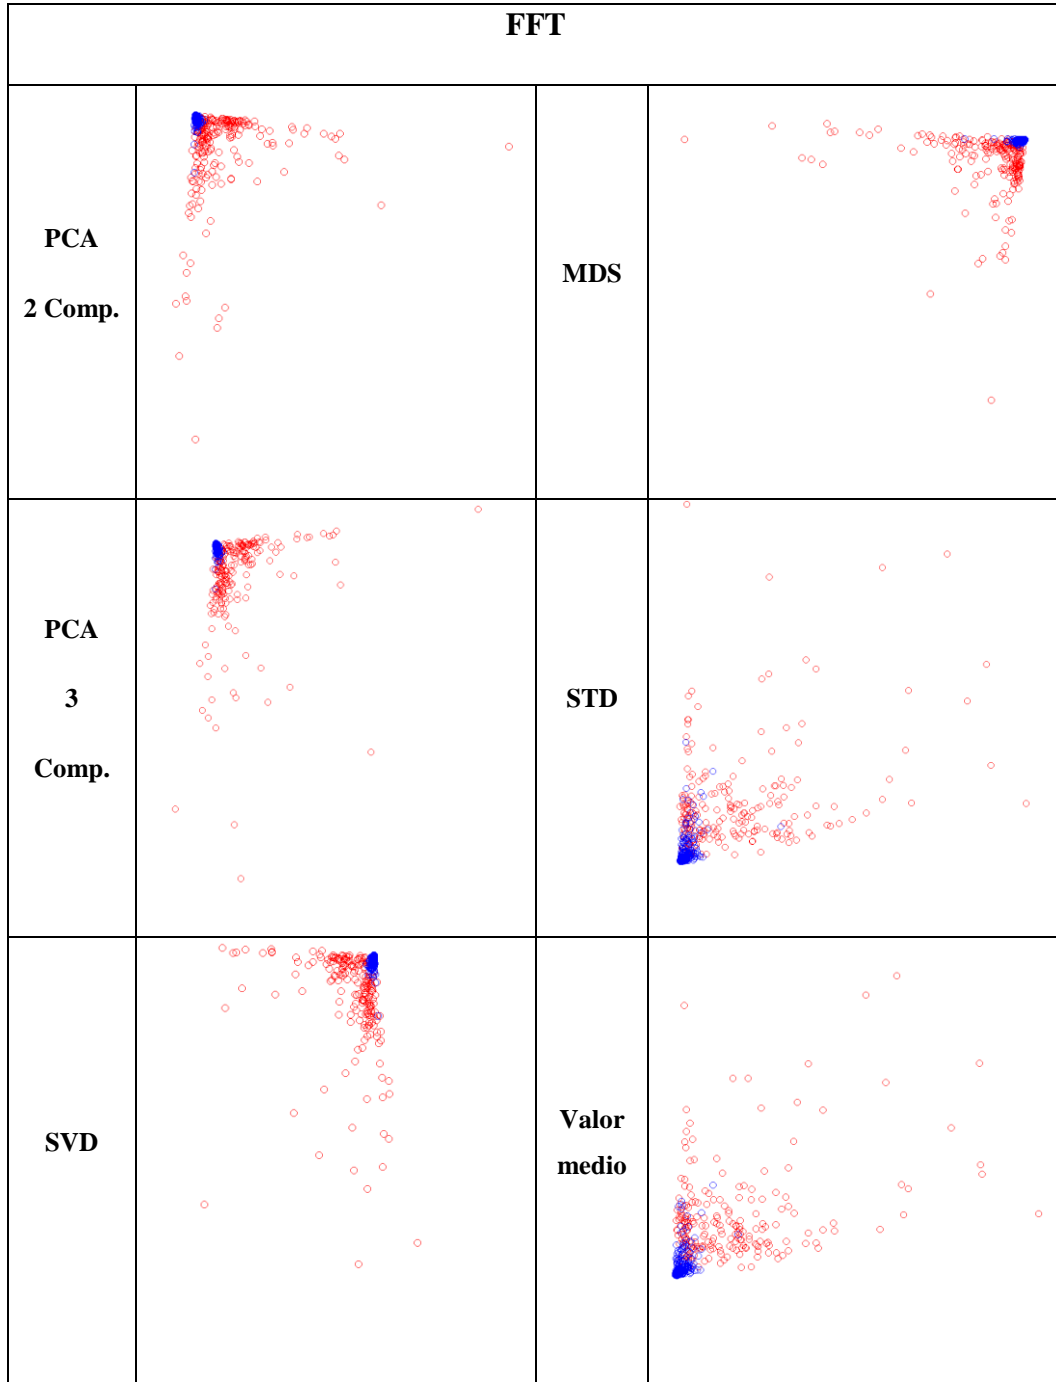 FFT
PCA
2 Comp.
MDS
PCA
3
Comp.
STD
SVD
Valor
medio